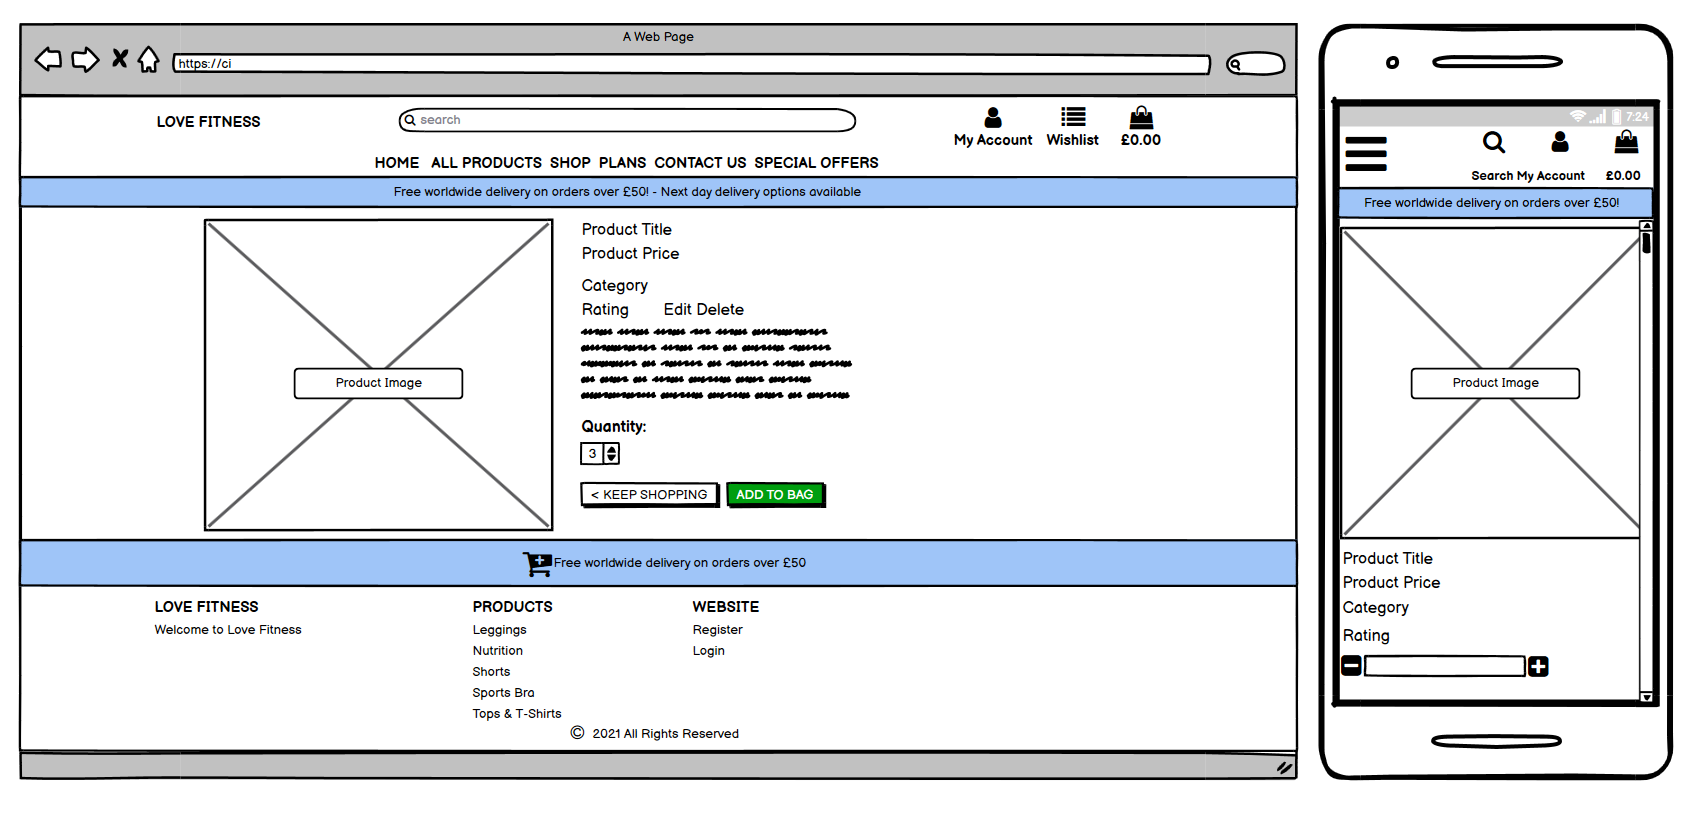 A Web Page
https://ci
LOVE FITNESS
search
My Account Wishlist £0.00
HOME ALL PRODUCTS SHOP PLANS CONTACT US SPECIAL OFFERS
Free worldwide delivery on orders over £50! - Next day delivery options available
Product Image
Product Title
Product Price
Category
Rating Edit Delete
Quantity:
3
< KEEP SHOPPING ADD TO BAG
Free worldwide delivery on orders over £50
LOVE FITNESS
Welcome to Love Fitness
PRODUCTS
Leggings
Nutrition
Shorts
Sports Bra
Tops & T-Shirts
WEBSITE
Register
Login
© 2021 All Rights Reserved
7:24
Search My Account £0.00
Free worldwide delivery on orders over £50!
Product Image
Product Title
Product Price
Category
Rating